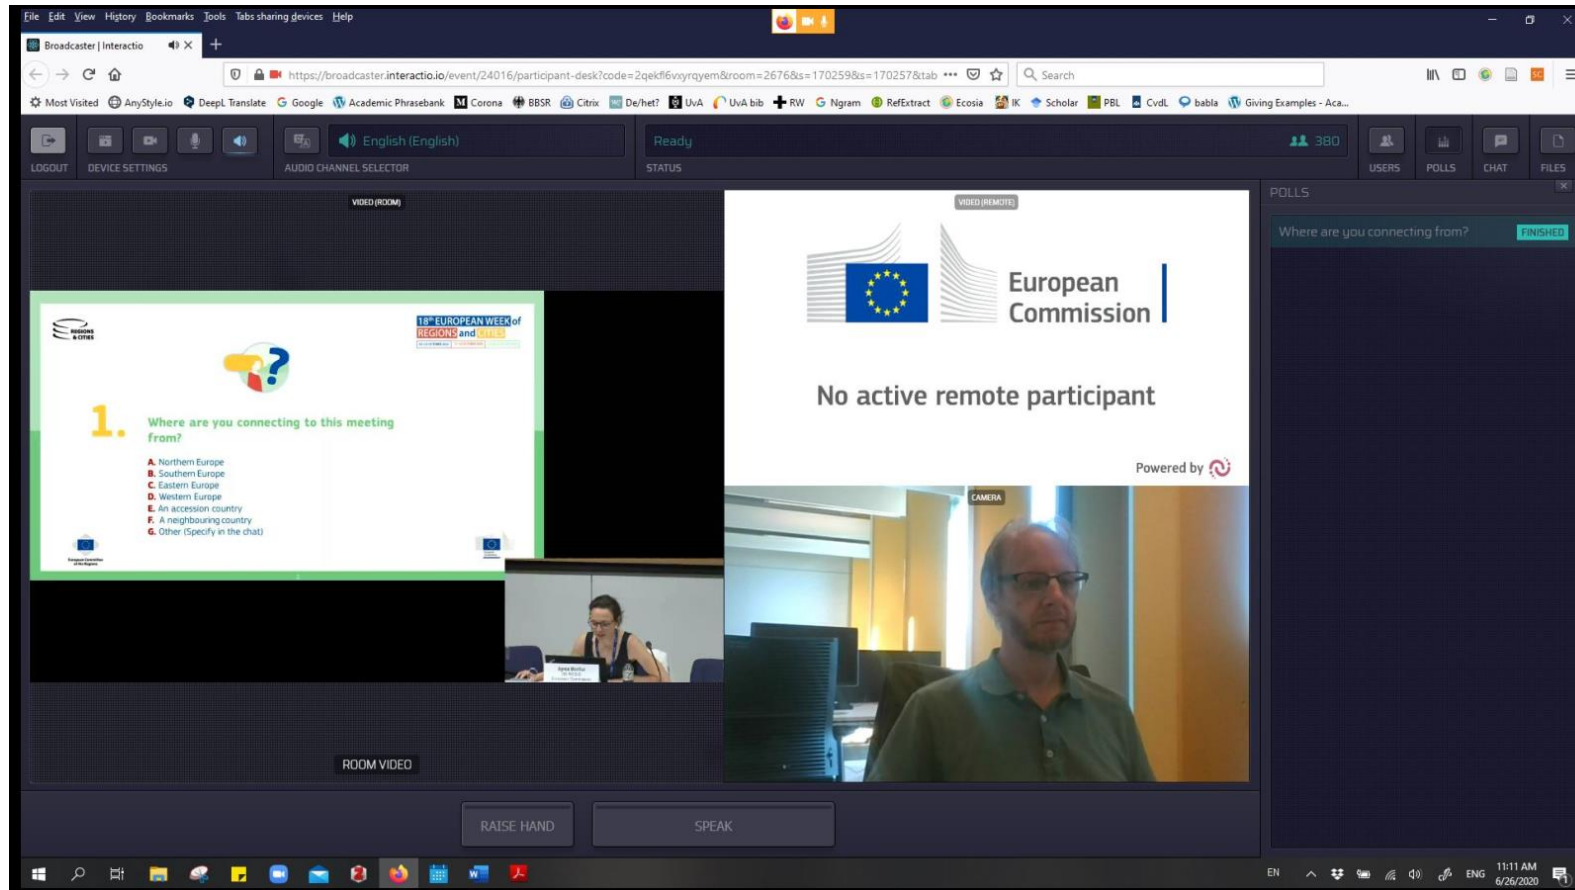 File Edit View History Bookmarks Tools Tabs sharing devices Help
Broadcaster | Interactio
https://broadcaster.interactio.io/event/24016/participant-desk?code=2qekfl6vxyrqyem&room=2676&s=170259&s=170257&tab
Search
Most Visited AnyStyle.io DeepL Translate Google Academic Phrasebank Corona BBSR Citrix De/het? UvA UvA bib RW Ngram RefExtract Ecosia IK Scholar PBL CvdL babla Giving Examples - Aca...
English (English)
Ready
380
LOGOUT DEVICE SETTINGS AUDIO CHANNEL SELECTOR STATUS USERS POLLS CHAT FILES
VIDEO (ROOM)
REGIONS
& CITIES
18th EUROPEAN WEEK of
REGIONS and CITIES
1.
Where are you connecting to this meeting
from?
A. Northern Europe
B. Southern Europe
C. Eastern Europe
D. Western Europe
E. An accession country
F. A neighbouring country
G. Other (Specify in the chat)
European Committee
of the Regions
ROOM VIDEO
VIDEO (REMOTE)
European
Commission
No active remote participant
Powered by
CAMERA
POLLS
Where are you connecting from? FINISHED
RAISE HAND SPEAK
EN
ENG
11:11 AM
6/26/2020